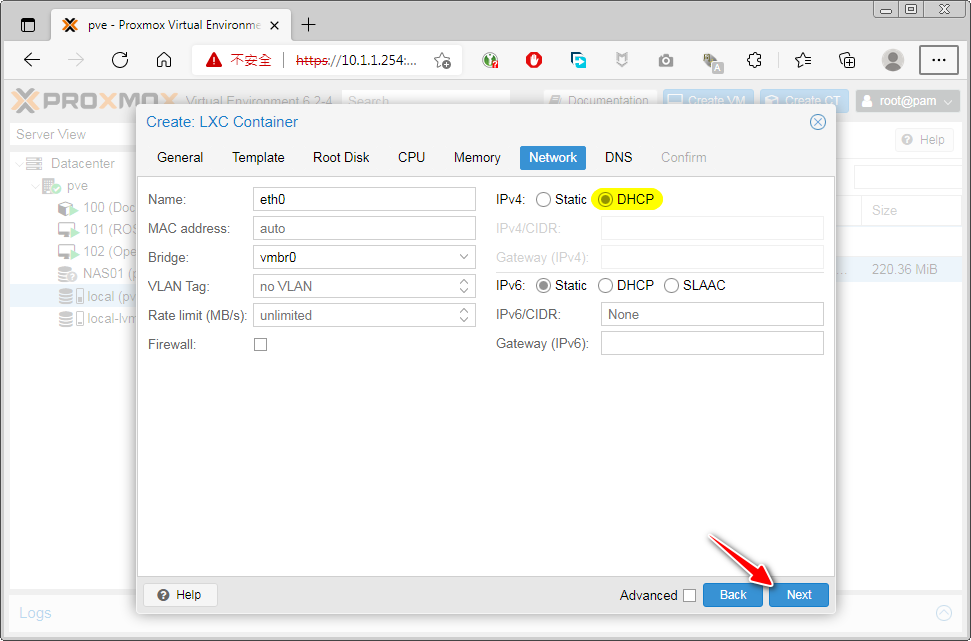 pve - Proxmox Virtual Environme
不安全 https://10.1.1.254:...
A
PROXMOX Virtual Environment 6.2-4 Search Documentation Create VM Create CT root@pam
Server View
Help
Datacenter
pve
100 (Doc
101 (ROS
102 (Ope
NAS01 (p
local (pv
local-lvm
Size
... 220.36 MiB
Create: LXC Container
General Template Root Disk CPU Memory Network DNS Confirm
Name: eth0 IPv4: Static DHCP
MAC address: auto IPv4/CIDR:
Bridge: vmbr0 Gateway (IPv4):
VLAN Tag: no VLAN IPv6: Static DHCP SLAAC
Rate limit (MB/s): unlimited IPv6/CIDR: None
Firewall: Gateway (IPv6):
Help Advanced Back Next
Logs